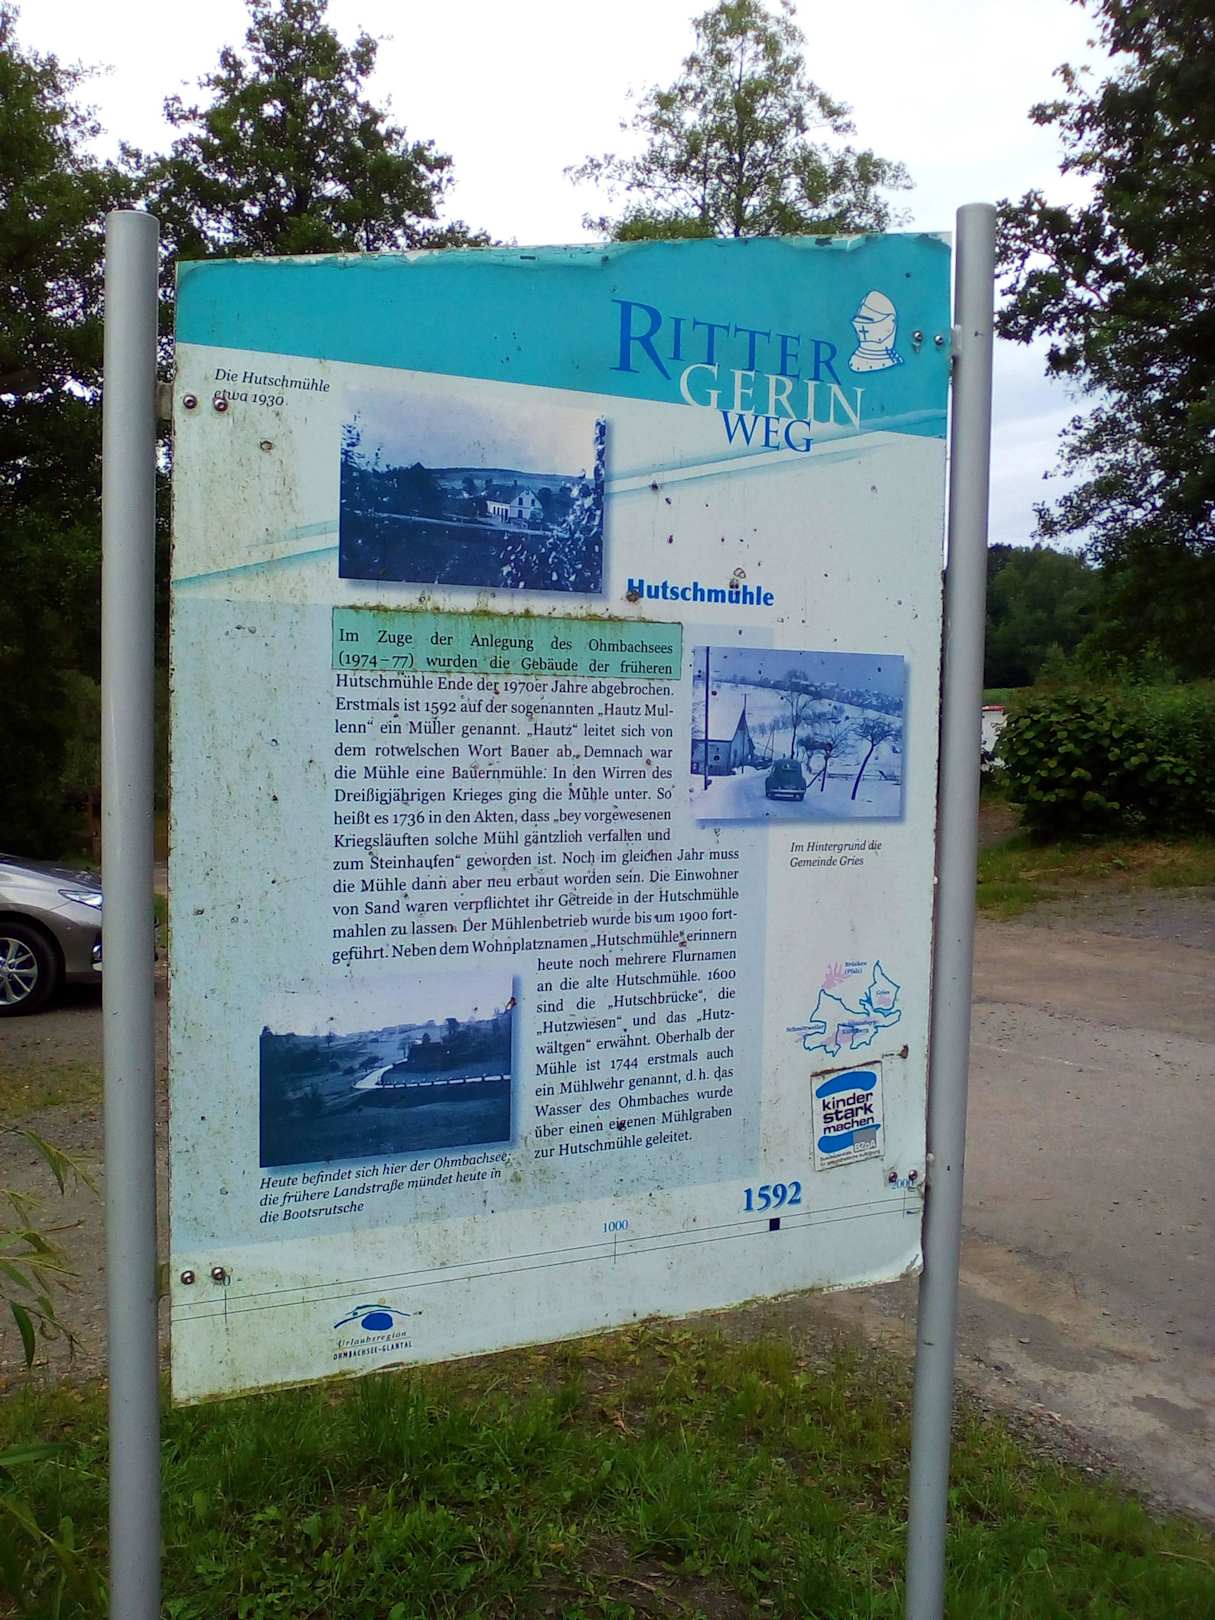 RITTER
GERIN
WEG
Die Hutschmühle
etwa 1930
Hutschmühle
Im Zuge der Anlegung des Ohmbachsees
(1974–77) wurden die Gebäude der früheren
Hutschmühle Ende der 1970er Jahre abgebrochen.
Erstmals ist 1592 auf der sogenannten „Hautz Mul-
lenn“ ein Müller genannt. „Hautz“ leitet sich von
dem rotwelschen Wort Bauer ab. Demnach war
die Mühle eine Bauernmühle. In den Wirren des
Dreißigjährigen Krieges ging die Mühle unter. So
heißt es 1736 in den Akten, dass „bey vorgewesenen
Kriegsläuften solche Mühl gäntzlich verfallen und
zum Steinhaufen“ geworden ist. Noch im gleichen Jahr muss
die Mühle dann aber neu erbaut worden sein. Die Einwohner
von Sand waren verpflichtet ihr Getreide in der Hutschmühle
mahlen zu lassen. Der Mühlenbetrieb wurde bis um 1900 fort-
geführt. Neben dem Wohnplatznamen „Hutschmühle“ erinnern
heute noch mehrere Flurnamen
an die alte Hutschmühle. 1600
sind die „Hutschbrücke“, die
„Hutzwiesen“ und das „Hutz-
wältgen“ erwähnt. Oberhalb der
Mühle ist 1744 erstmals auch
ein Mühlwehr genannt, d.h. das
Wasser des Ohmbaches wurde
über einen eigenen Mühlgraben
zur Hutschmühle geleitet.
Im Hintergrund die
Gemeinde Gries
Heute befindet sich hier der Ohmbachsee;
die frühere Landstraße mündet heute in
die Bootsrutsche
Brücken
(Pfalz)
Gries
Schmittweiler
kinder
stark
machen
BZgA
1592
0
1000
2000
Urlaubsregion
OHMBACHSEE-GLANTAL